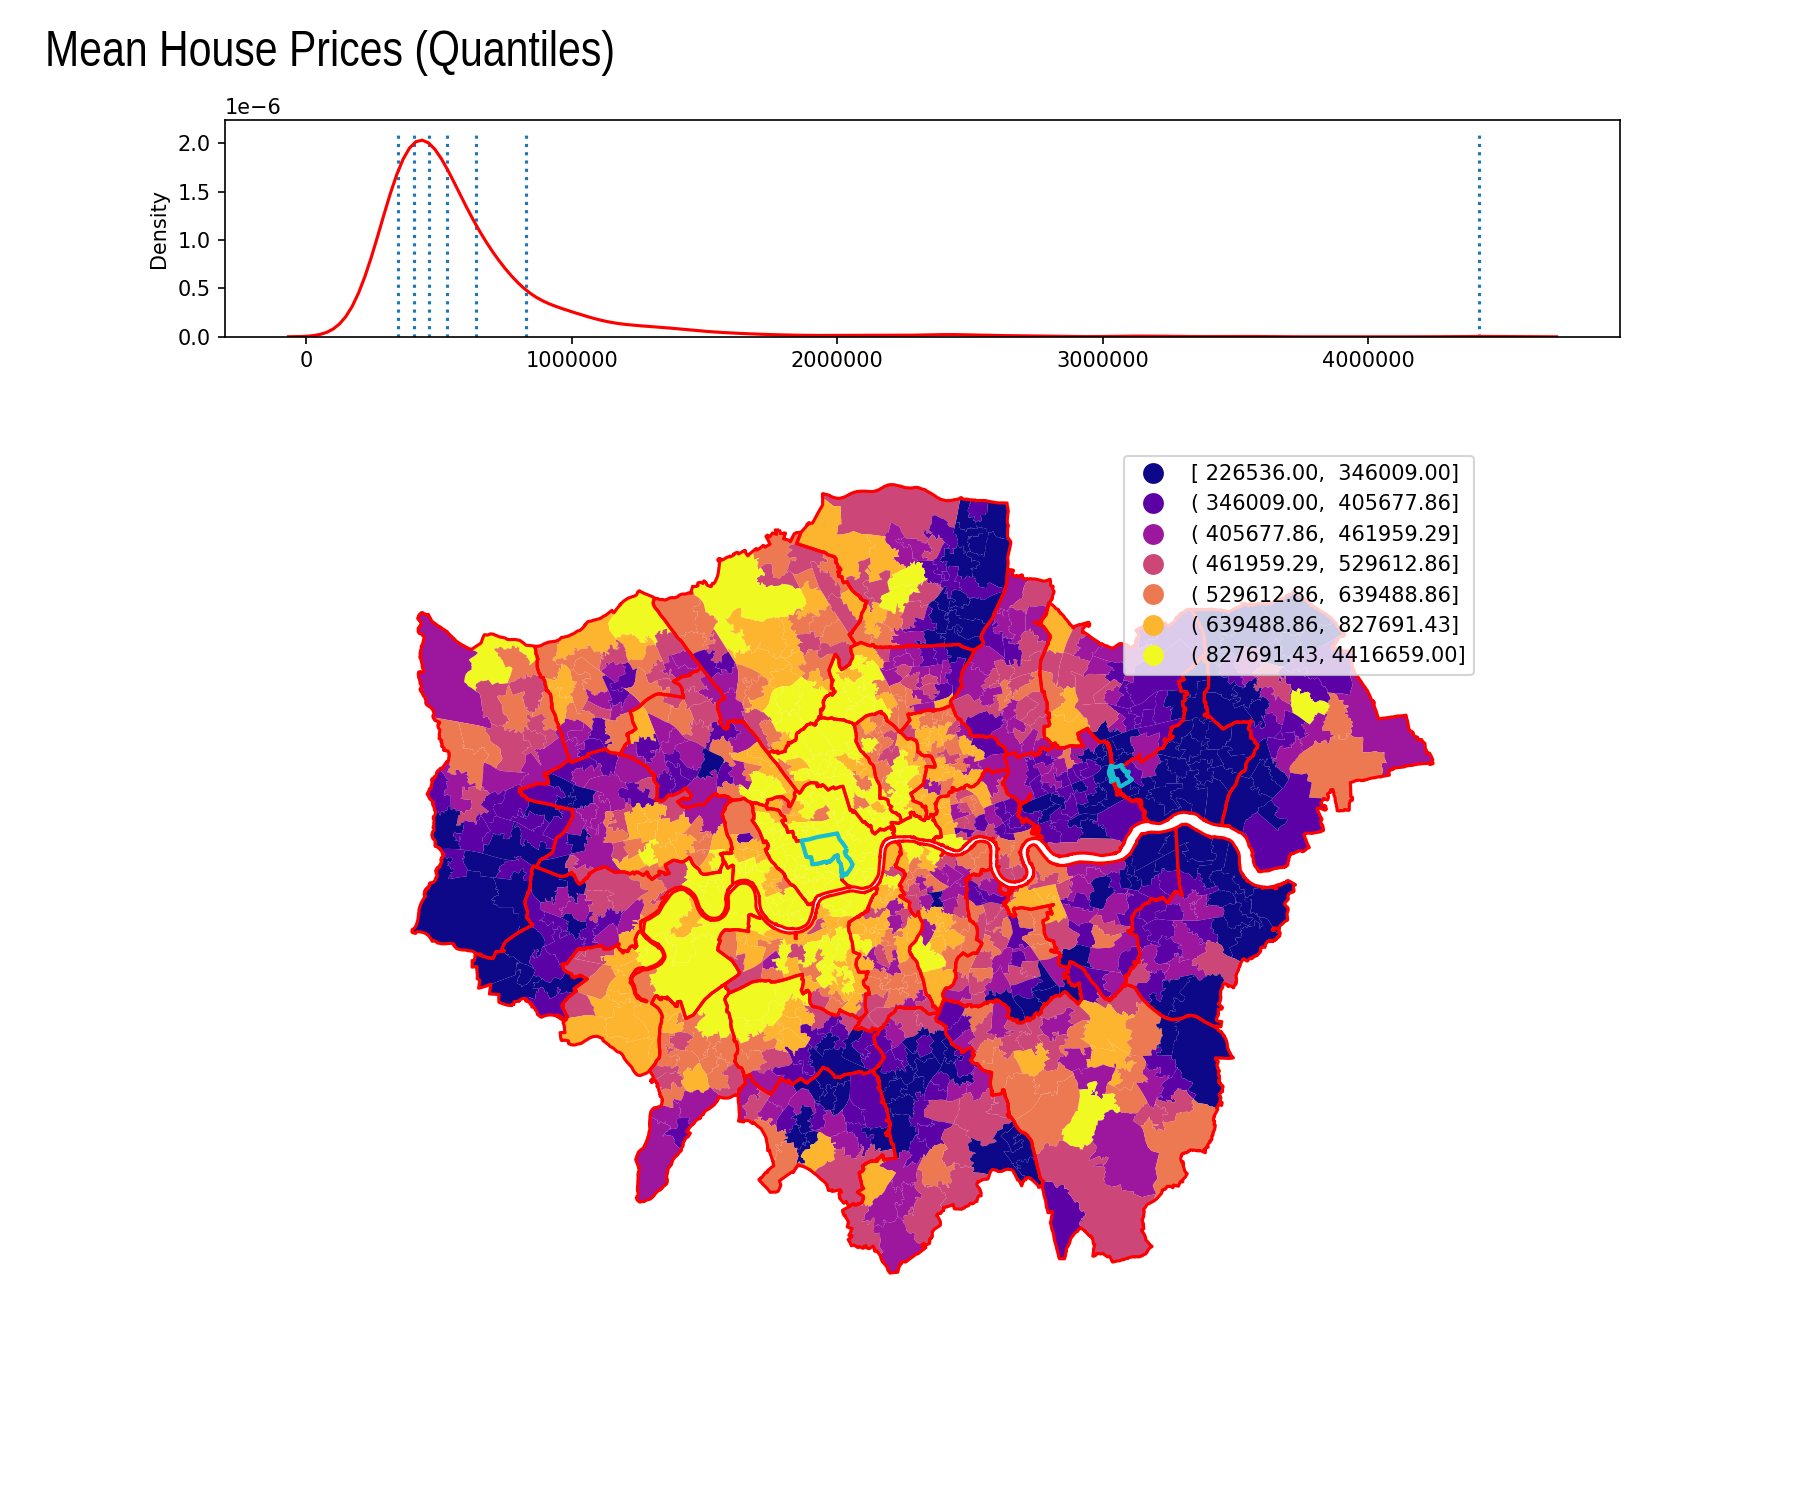 Mean House Prices (Quantiles)
1e−6
2.0
1.5
1.0
0.5
0.0
Density
0 1000000 2000000 3000000 4000000
[ 226536.00,  346009.00]
( 346009.00,  405677.86]
( 405677.86,  461959.29]
( 461959.29,  529612.86]
( 529612.86,  639488.86]
( 639488.86,  827691.43]
( 827691.43, 4416659.00]